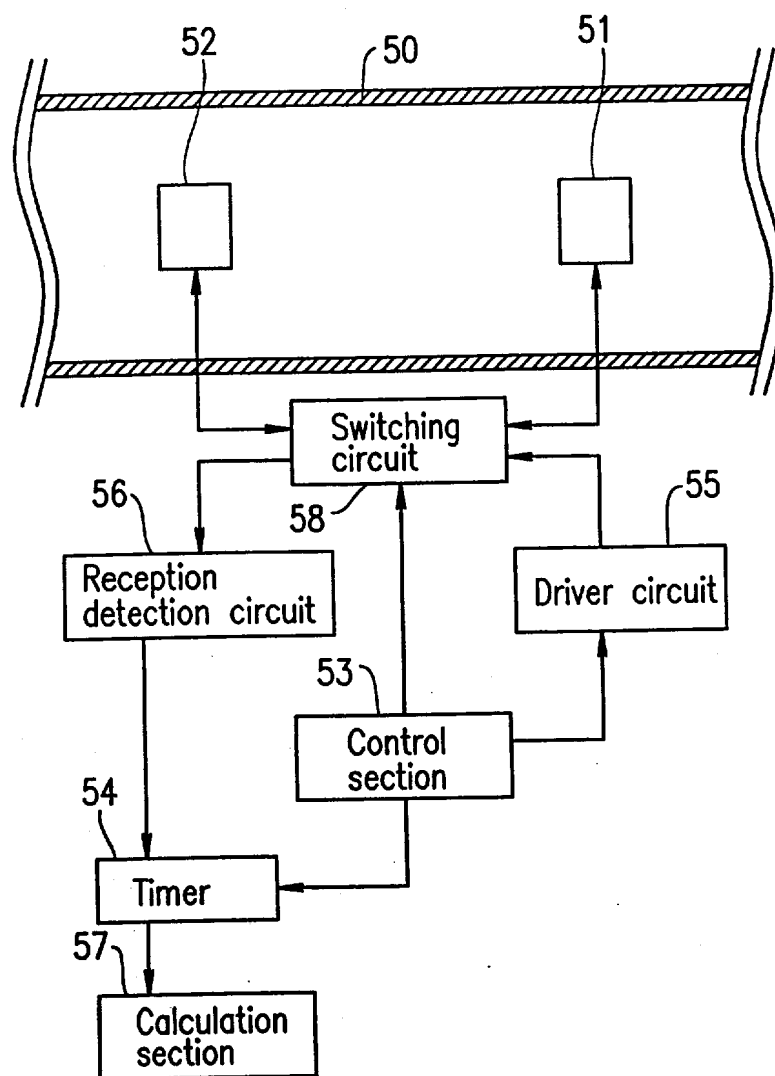 52
50
51
Switching
circuit
58
56
Reception
detection circuit
55
Driver circuit
53
Control
section
54
Timer
57
Calculation
section